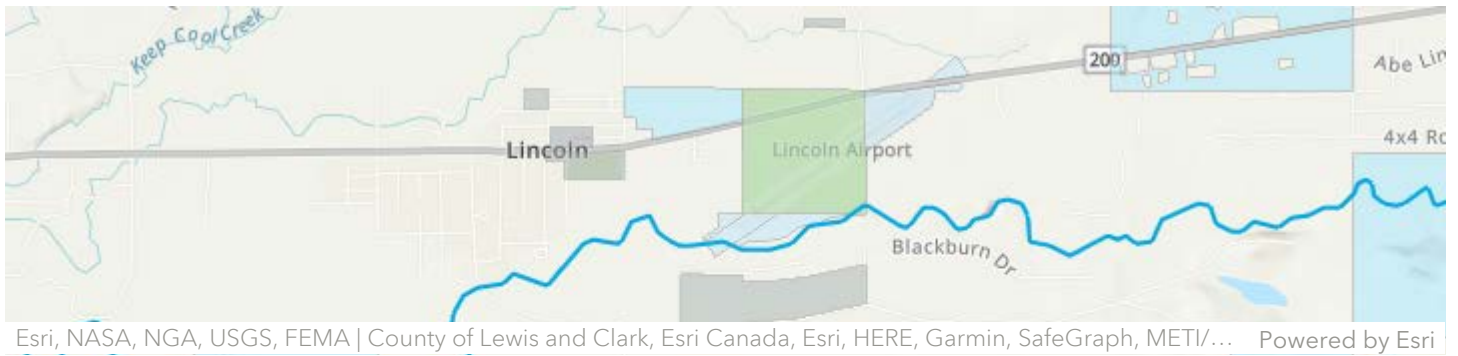 Keep Cool Creek
200
Abe Lin
4x4 Ro
Lincoln
Lincoln Airport
Blackburn Dr
Esri, NASA, NGA, USGS, FEMA | County of Lewis and Clark, Esri Canada, Esri, HERE, Garmin, SafeGraph, METI/... Powered by Esri